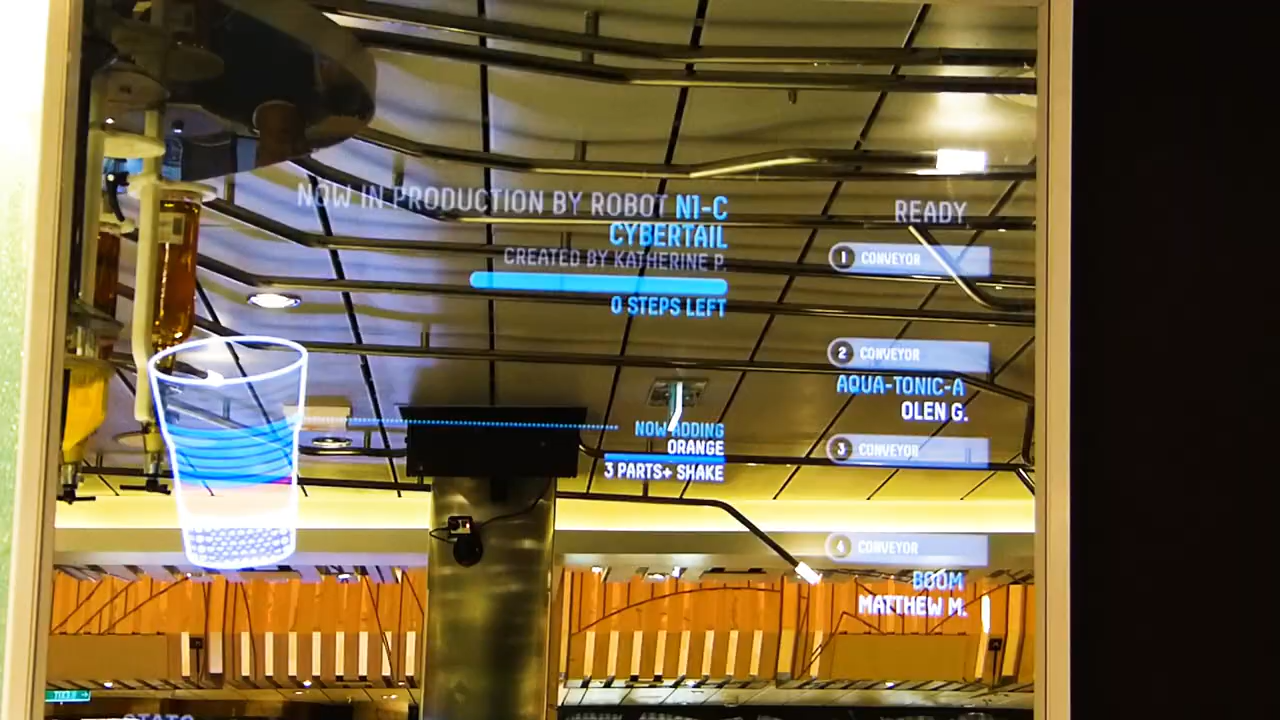 NOW IN PRODUCTION BY ROBOT N1-C
CYBERTAIL
CREATED BY KATHERINE P.
0 STEPS LEFT
NOW ADDING
ORANGE
3 PARTS+ SHAKE
READY
1 CONVEYOR
2 CONVEYOR
AQUA-TONIC-A
OLEN G.
3 CONVEYOR
4 CONVEYOR
BOOM
MATTHEW M.